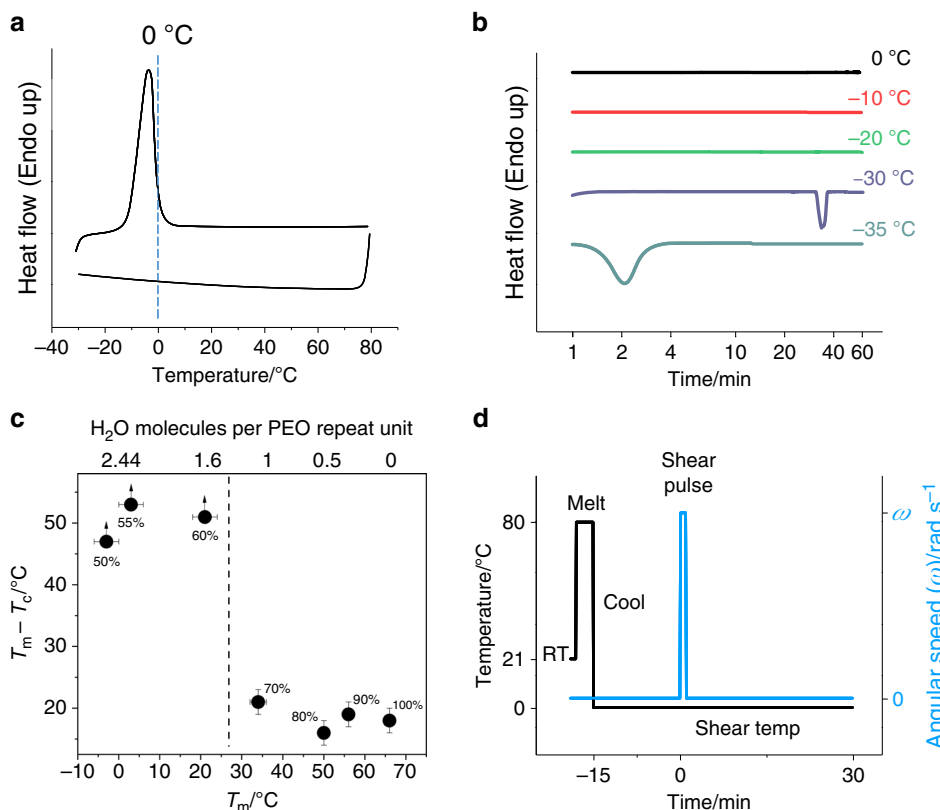 a
0 °C
Heat flow (Endo up)
–40 –20 0 20 40 60 80
Temperature/°C
b
0 °C
–10 °C
–20 °C
–30 °C
–35 °C
Heat flow (Endo up)
1 2 4 10 20 40 60
Time/min
c
H₂O molecules per PEO repeat unit
2.44 1.6 1 0.5 0
50
40
30
20
Tm – Tc/°C
50%
55%
60%
70%
80%
90%
100%
–10 0 10 20 30 40 50 60 70
Tm/°C
d
Shear
pulse
Melt
Cool
RT
Shear temp
80
21
0
Temperature/°C
ω
0
Angular speed (ω)/rad s⁻¹
–15 0 30
Time/min